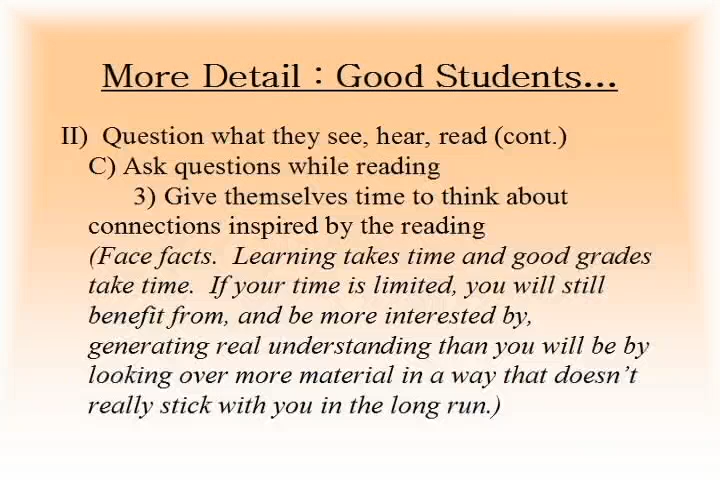 More Detail : Good Students...
II)  Question what they see, hear, read (cont.)
C) Ask questions while reading
3) Give themselves time to think about
connections inspired by the reading
(Face facts.  Learning takes time and good grades
take time.  If your time is limited, you will still
benefit from, and be more interested by,
generating real understanding than you will be by
looking over more material in a way that doesn't
really stick with you in the long run.)